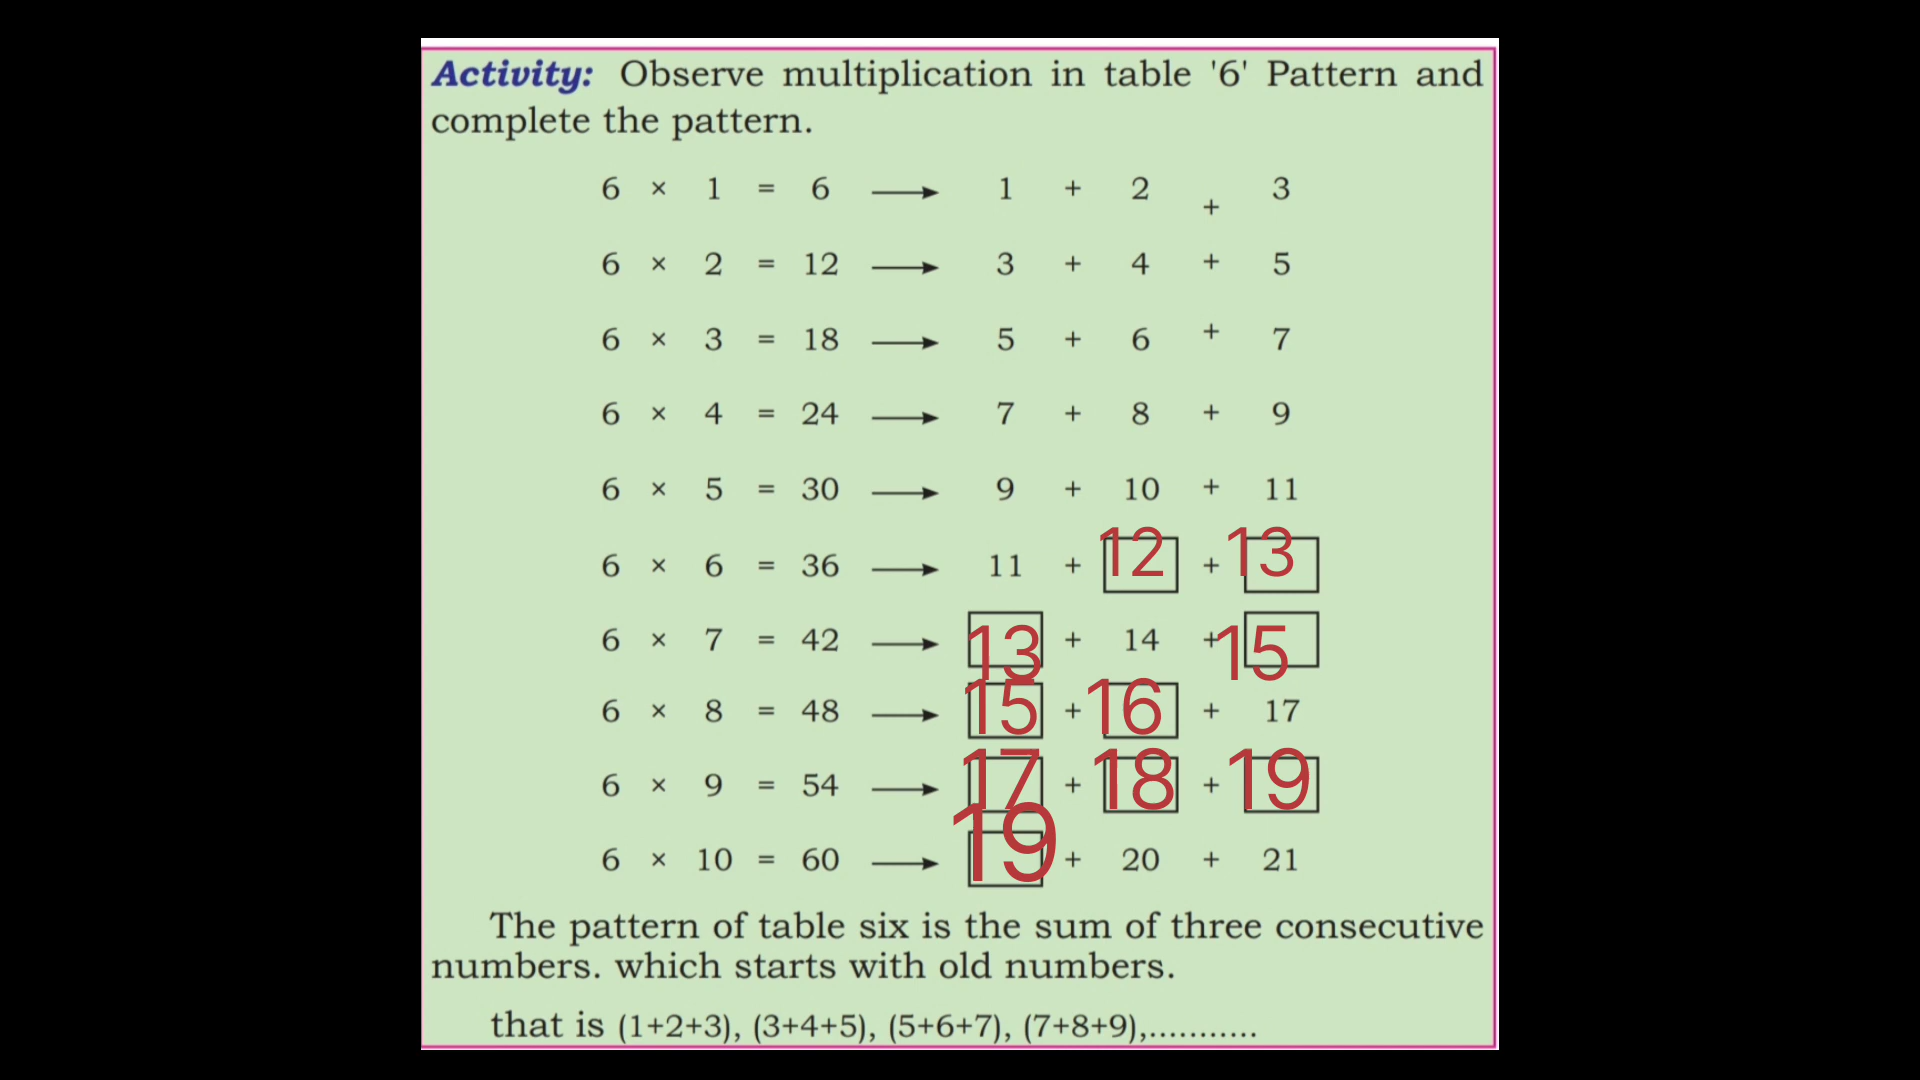 Activity: Observe multiplication in table '6' Pattern and
complete the pattern.
6 × 1 = 6 → 1 + 2 + 3
6 × 2 = 12 → 3 + 4 + 5
6 × 3 = 18 → 5 + 6 + 7
6 × 4 = 24 → 7 + 8 + 9
6 × 5 = 30 → 9 + 10 + 11
6 × 6 = 36 → 11 + 12 + 13
6 × 7 = 42 → 13 + 14 + 15
6 × 8 = 48 → 15 + 16 + 17
6 × 9 = 54 → 17 + 18 + 19
6 × 10 = 60 → 19 + 20 + 21
The pattern of table six is the sum of three consecutive
numbers. which starts with old numbers.
that is (1+2+3), (3+4+5), (5+6+7), (7+8+9),...........